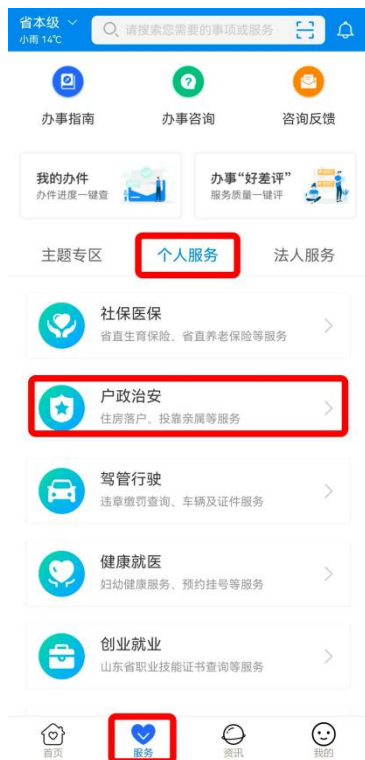 省本级
小雨 14℃
请搜索您需要的事项或服务
办事指南
办事咨询
咨询反馈
我的办件
办件进度一键查
办事“好差评”
服务质量一键评
主题专区
个人服务
法人服务
社保医保
省直生育保险、省直养老保险等服务
户政治安
住房落户、投靠亲属等服务
驾管行驶
违章缴罚查询、车辆及证件服务
健康就医
妇幼健康服务、预约挂号等服务
创业就业
山东省职业技能证书查询等服务
首页
服务
资讯
我的